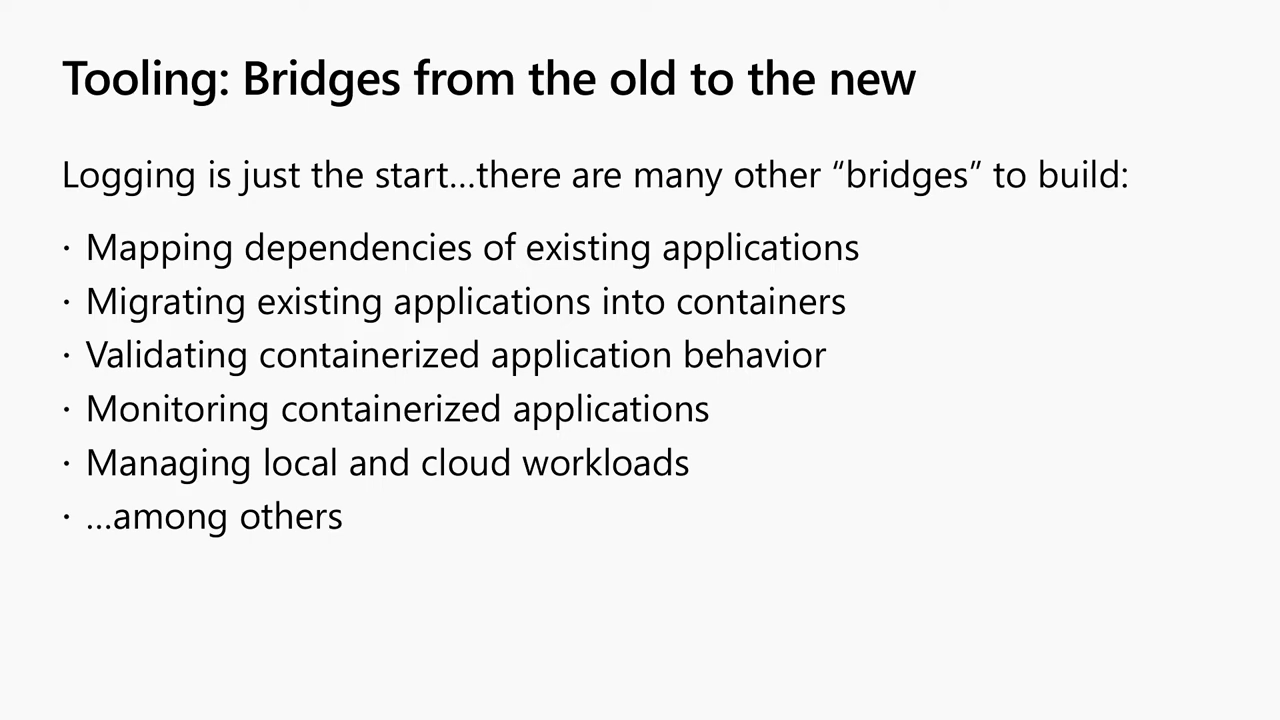 Tooling: Bridges from the old to the new
Logging is just the start…there are many other “bridges” to build:
· Mapping dependencies of existing applications
· Migrating existing applications into containers
· Validating containerized application behavior
· Monitoring containerized applications
· Managing local and cloud workloads
· …among others